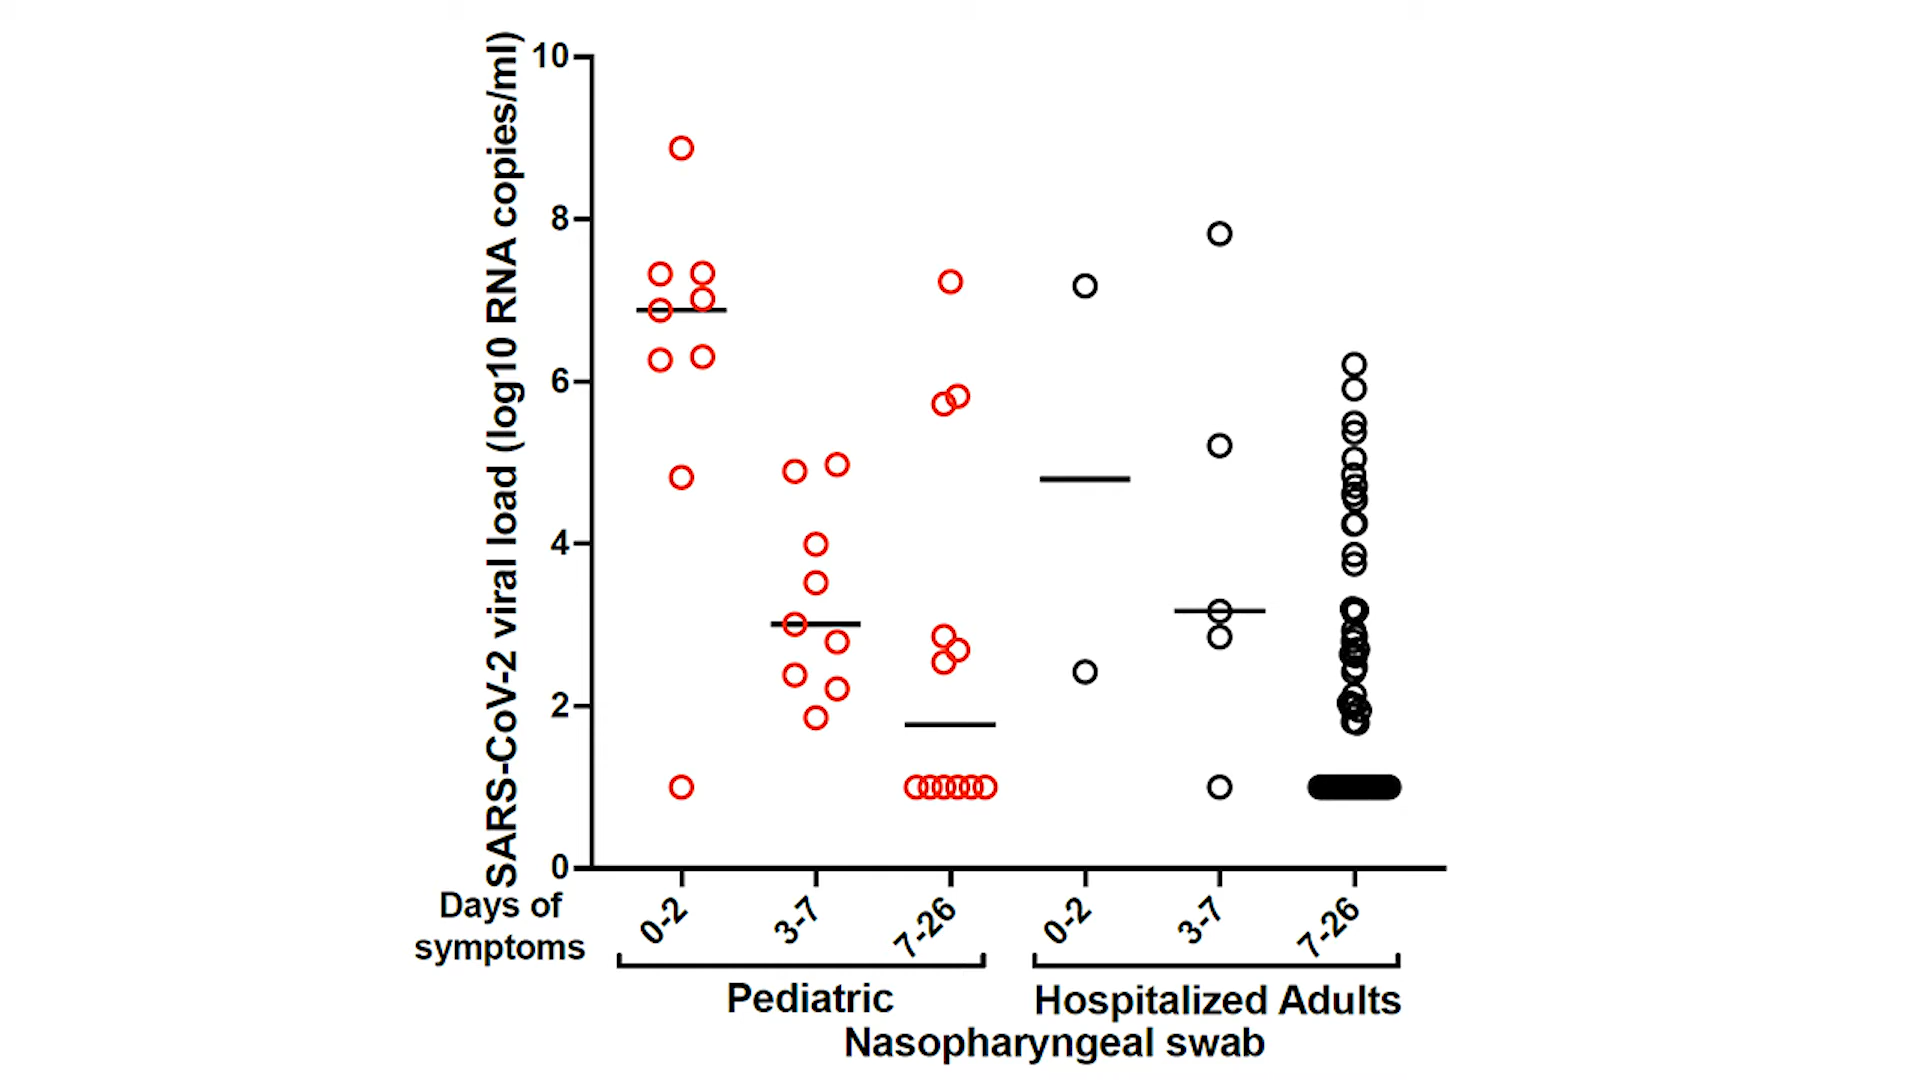 SARS-CoV-2 viral load (log10 RNA copies/ml)
10
8
6
4
2
0
Days of
symptoms
0-2
3-7
7-26
0-2
3-7
7-26
Pediatric
Hospitalized Adults
Nasopharyngeal swab